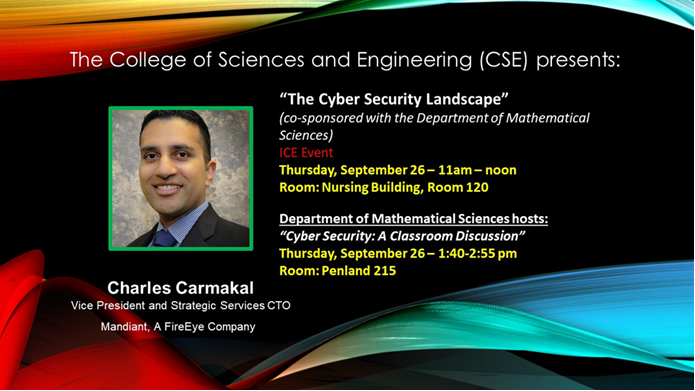 The College of Sciences and Engineering (CSE) presents:
“The Cyber Security Landscape”
(co-sponsored with the Department of Mathematical
Sciences)
ICE Event
Thursday, September 26 – 11am – noon
Room: Nursing Building, Room 120
Department of Mathematical Sciences hosts:
“Cyber Security: A Classroom Discussion”
Thursday, September 26 – 1:40-2:55 pm
Room: Penland 215
Charles Carmakal
Vice President and Strategic Services CTO
Mandiant, A FireEye Company